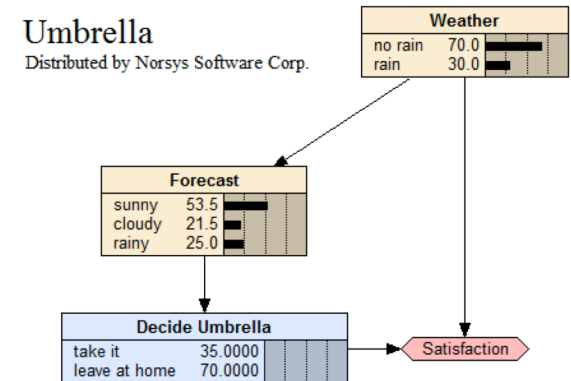 Umbrella
Distributed by Norsys Software Corp.
Weather
no rain 70.0
rain 30.0
Forecast
sunny 53.5
cloudy 21.5
rainy 25.0
Decide Umbrella
take it 35.0000
leave at home 70.0000
Satisfaction